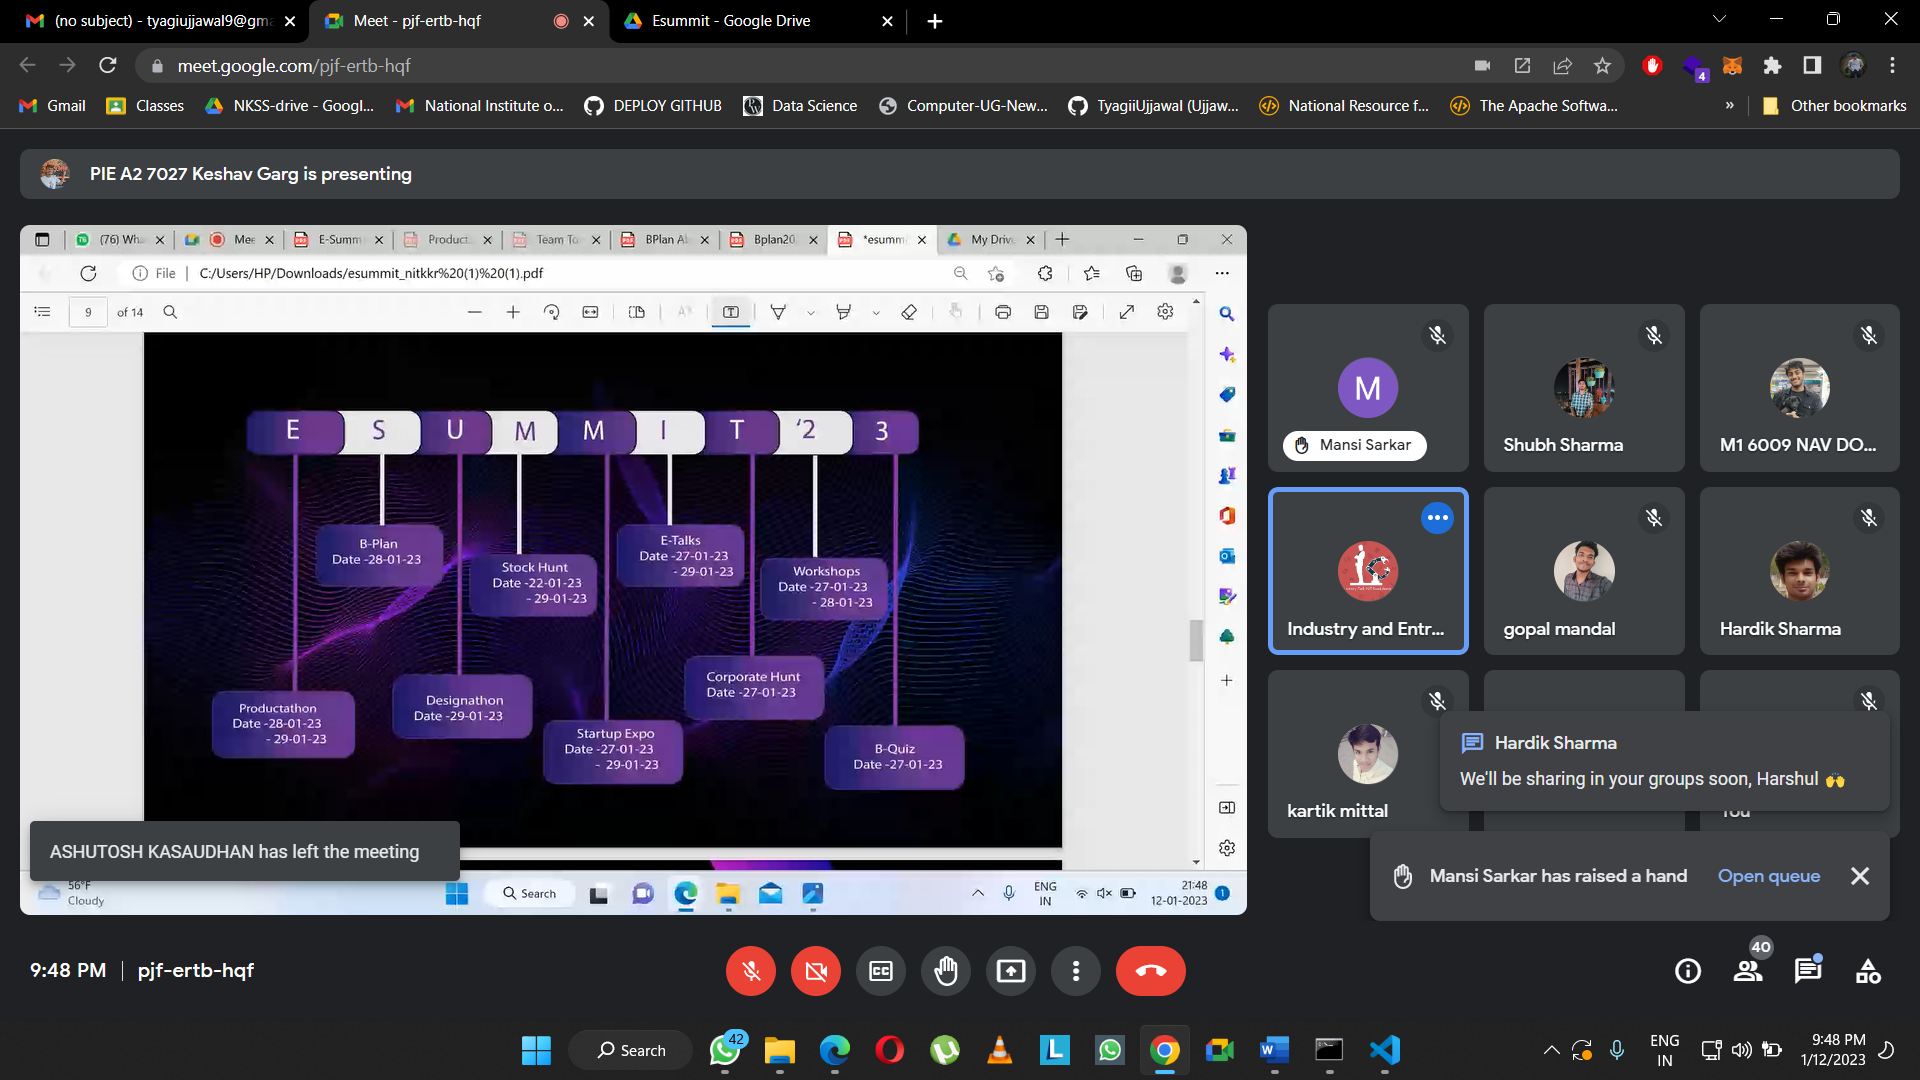 (no subject) - tyagiujjawal9@gma
Meet - pjf-ertb-hqf
Esummit - Google Drive
meet.google.com/pjf-ertb-hqf
4
Gmail
Classes
NKSS-drive - Googl...
National Institute o...
DEPLOY GITHUB
Data Science
Computer-UG-New...
TyagiiUjjawal (Ujjaw...
National Resource f...
The Apache Softwa...
»
Other bookmarks
PIE A2 7027 Keshav Garg is presenting
(76) Wha
Mee
E-Summ
Product
Team To
BPlan Al
Bplan20
*esumm
My Driv
File
C:/Users/HP/Downloads/esummit_nitkkr%20(1)%20(1).pdf
9 of 14
E S U M M I T '2 3
B-Plan
Date -28-01-23
Stock Hunt
Date -22-01-23
- 29-01-23
E-Talks
Date -27-01-23
- 29-01-23
Workshops
Date -27-01-23
- 28-01-23
Productathon
Date -28-01-23
- 29-01-23
Designathon
Date -29-01-23
Startup Expo
Date -27-01-23
- 29-01-23
Corporate Hunt
Date -27-01-23
B-Quiz
Date -27-01-23
ASHUTOSH KASAUDHAN has left the meeting
56°F
Cloudy
Search
ENG
IN
21:48
12-01-2023
1
M
Mansi Sarkar
Shubh Sharma
M1 6009 NAV DO...
Industry and Entr...
gopal mandal
Hardik Sharma
kartik mittal
You
Hardik Sharma
We'll be sharing in your groups soon, Harshul 🙌
Mansi Sarkar has raised a hand
Open queue
9:48 PM | pjf-ertb-hqf
CC
40
Search
42
L
ENG
IN
9:48 PM
1/12/2023